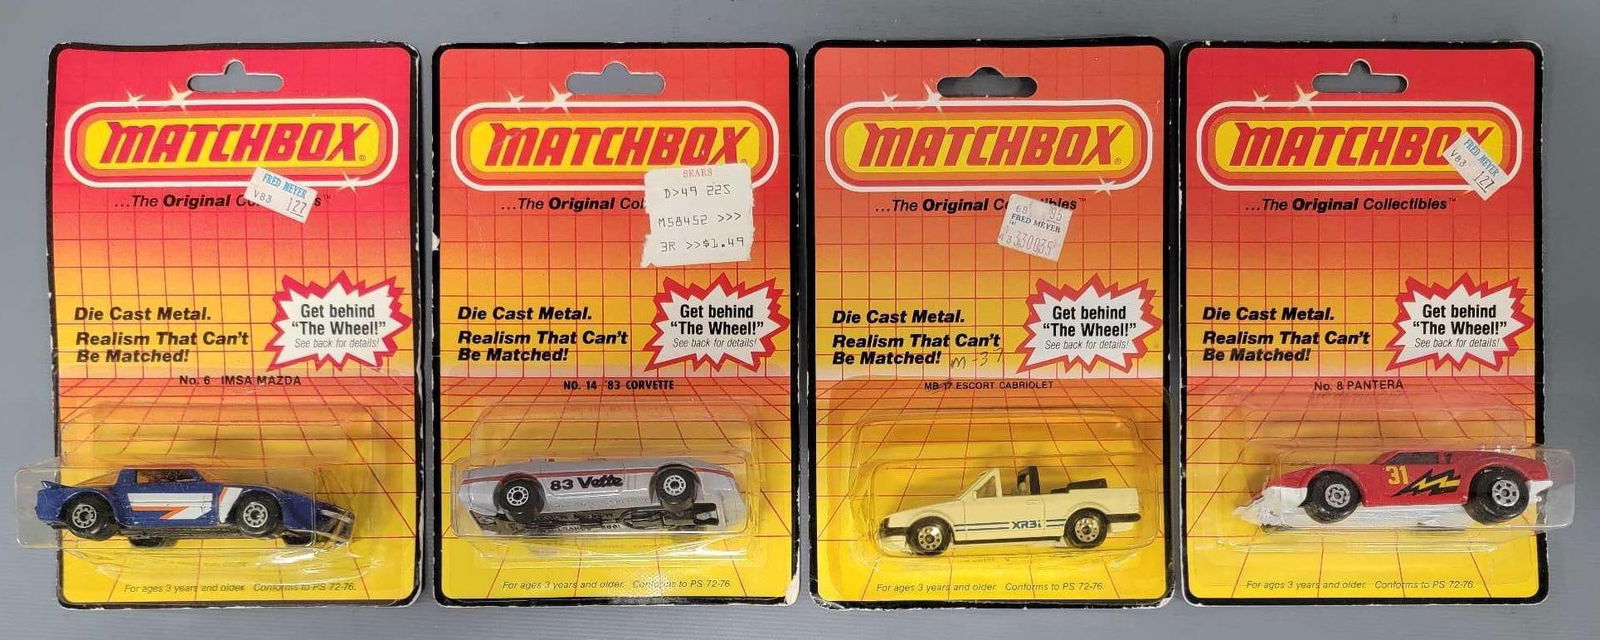 MATCHBOX®
FRED MEYER
V83 127
...The Original
Die Cast Metal.
Realism That Can't
Be Matched!
Get behind
"The Wheel!"
See back for details!
No. 6 IMSA MAZDA
For ages 3 years and older. Conforms to PS 72-76.
MATCHBOX®
SEARS
D>49 225
M58452 >>>
3R >>$1.49
...The Original
Die Cast Metal.
Realism That Can't
Be Matched!
Get behind
"The Wheel!"
See back for details!
NO. 14 '83 CORVETTE
83 Vette
For ages 3 years and older. Conforms to PS 72-76.
MATCHBOX®
...The Original
FRED MEYER
Die Cast Metal.
Realism That Can't
Be Matched!
M-37
Get behind
"The Wheel!"
See back for details!
MB-17 ESCORT CABRIOLET
XR3i
For ages 3 years and older. Conforms to PS 72-76.
MATCHBOX
FRED MEYER
V83 127
...The Original Collectibles™
Die Cast Metal.
Realism That Can't
Be Matched!
Get behind
"The Wheel!"
See back for details!
No. 8 PANTERA
31
For ages 3 years and older. Conforms to PS 72-76.